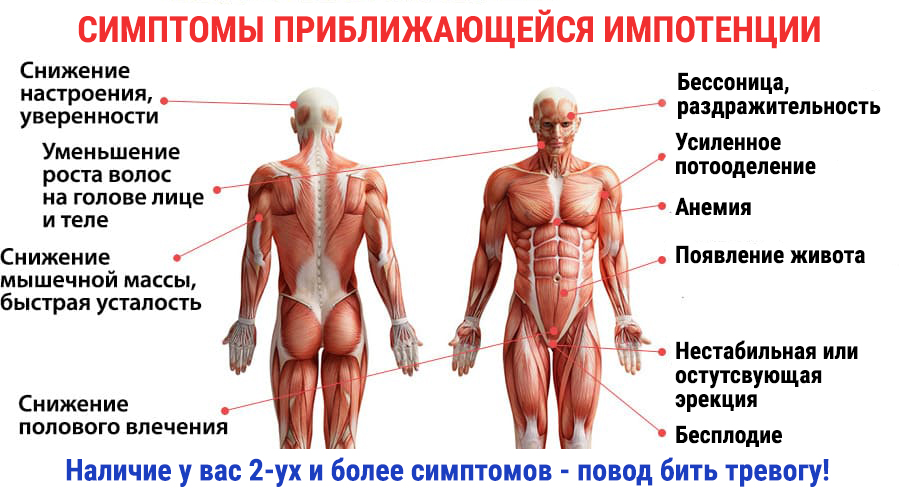 СИМПТОМЫ ПРИБЛИЖАЮЩЕЙСЯ ИМПОТЕНЦИИ
Снижение
настроения,
уверенности
Уменьшение
роста волос
на голове лице
и теле
Снижение
мышечной массы,
быстрая усталость
Снижение
полового влечения
Бессоница,
раздражительность
Усиленное
потооделение
Анемия
Появление живота
Нестабильная или
остутсвующая
эрекция
Бесплодие
Наличие у вас 2-ух и более симптомов - повод бить тревогу!